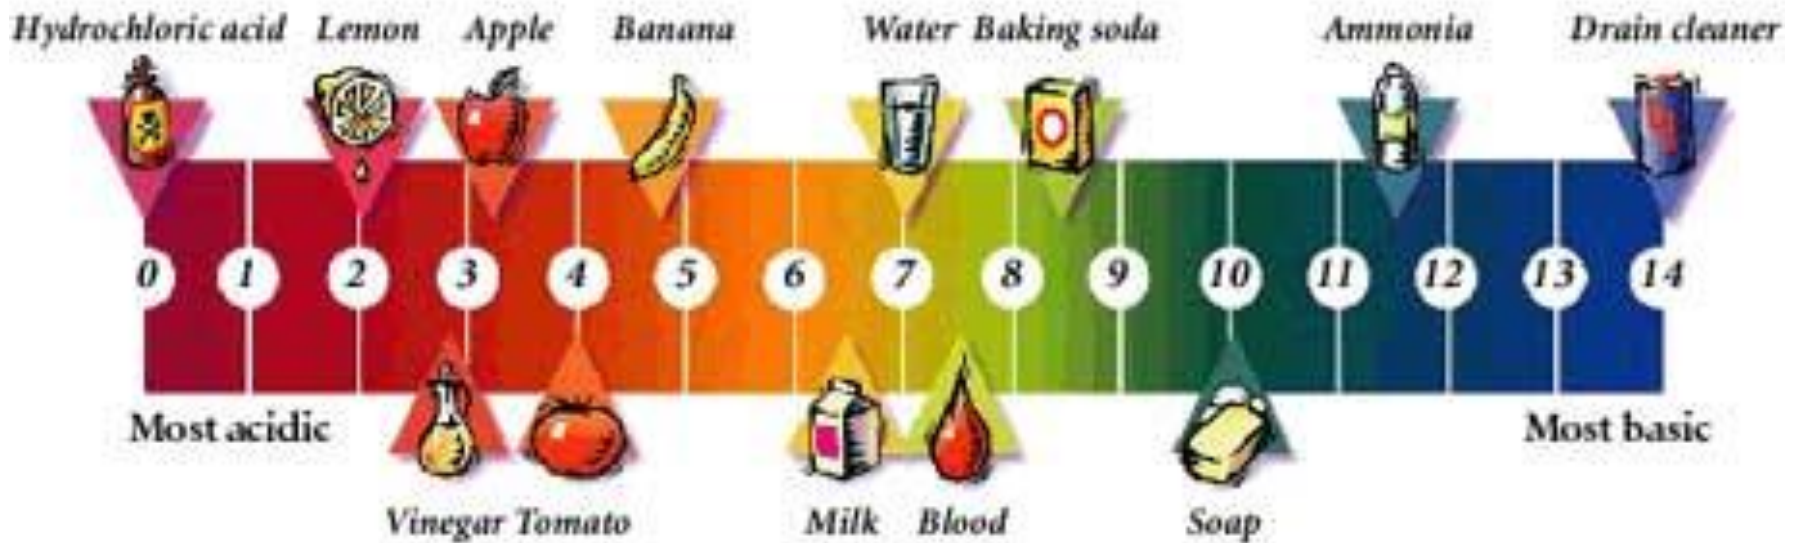 Hydrochloric acid Lemon Apple Banana Water Baking soda Ammonia Drain cleaner
0 1 2 3 4 5 6 7 8 9 10 11 12 13 14
Most acidic Most basic
Vinegar Tomato Milk Blood Soap